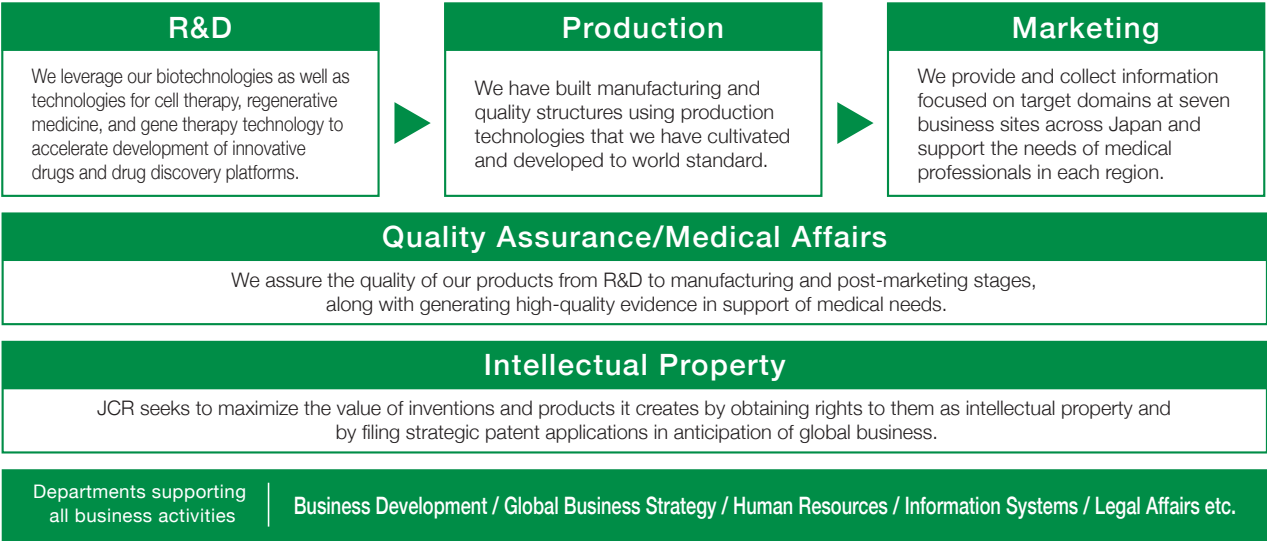 R&D
We leverage our biotechnologies as well as
technologies for cell therapy, regenerative
medicine, and gene therapy technology to
accelerate development of innovative
drugs and drug discovery platforms.
Production
We have built manufacturing and
quality structures using production
technologies that we have cultivated
and developed to world standard.
Marketing
We provide and collect information
focused on target domains at seven
business sites across Japan and
support the needs of medical
professionals in each region.
Quality Assurance/Medical Affairs
We assure the quality of our products from R&D to manufacturing and post-marketing stages,
along with generating high-quality evidence in support of medical needs.
Intellectual Property
JCR seeks to maximize the value of inventions and products it creates by obtaining rights to them as intellectual property and
by filing strategic patent applications in anticipation of global business.
Departments supporting
all business activities
Business Development / Global Business Strategy / Human Resources / Information Systems / Legal Affairs etc.